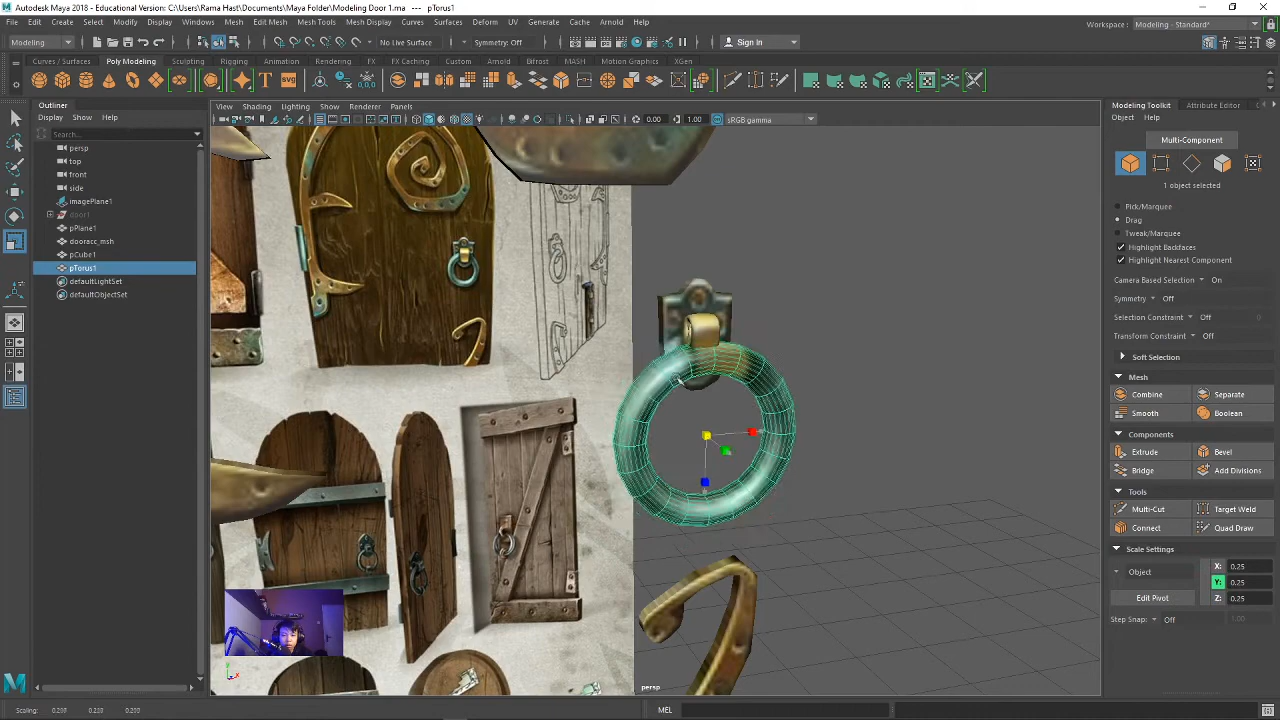 Autodesk Maya 2018 - Educational Version: C:\Users\Rama Hast\Documents\Maya Folder\Modeling Door 1.ma --- pTorus1
File Edit Create Select Modify Display Windows Mesh Edit Mesh Mesh Tools Mesh Display Curves Surfaces Deform UV Generate Cache Arnold Help
Workspace: Modeling - Standard*
Modeling No Live Surface Symmetry: Off Sign In
Curves / Surfaces Poly Modeling Sculpting Rigging Animation Rendering FX FX Caching Custom Arnold Bifrost MASH Motion Graphics XGen
Outliner
Display Show Help
Search...
persp
top
front
side
imagePlane1
door1
pPlane1
dooracc_msh
pCube1
pTorus1
defaultLightSet
defaultObjectSet
View Shading Lighting Show Renderer Panels
0.00 1.00 sRGB gamma
persp
Modeling Toolkit Attribute Editor
Object Help
Multi-Component
1 object selected
Pick/Marquee
Drag
Tweak/Marquee
Highlight Backfaces
Highlight Nearest Component
Camera Based Selection On
Symmetry Off
Selection Constraint Off
Transform Constraint Off
Soft Selection
Mesh
Combine Separate
Smooth Boolean
Components
Extrude Bevel
Bridge Add Divisions
Tools
Multi-Cut Target Weld
Connect Quad Draw
Scale Settings
Object
X: 0.25
Y: 0.25
Edit Pivot
Z: 0.25
Step Snap: Off 1.00
Scaling:
MEL